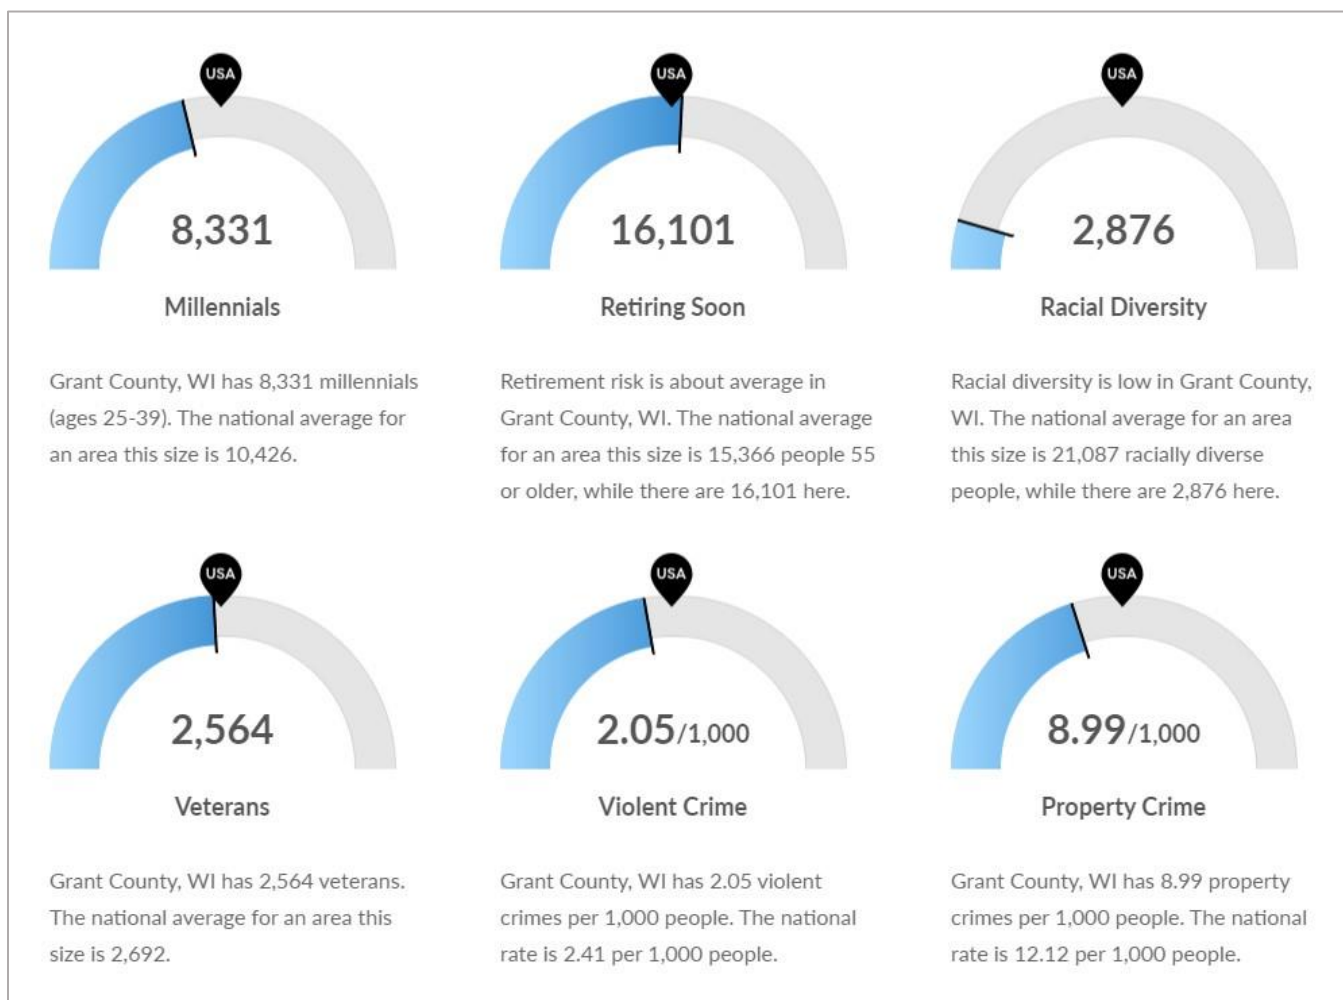 USA
8,331
Millennials
Grant County, WI has 8,331 millennials
(ages 25-39). The national average for
an area this size is 10,426.
USA
16,101
Retiring Soon
Retirement risk is about average in
Grant County, WI. The national average
for an area this size is 15,366 people 55
or older, while there are 16,101 here.
USA
2,876
Racial Diversity
Racial diversity is low in Grant County,
WI. The national average for an area
this size is 21,087 racially diverse
people, while there are 2,876 here.
USA
2,564
Veterans
Grant County, WI has 2,564 veterans.
The national average for an area this
size is 2,692.
USA
2.05/1,000
Violent Crime
Grant County, WI has 2.05 violent
crimes per 1,000 people. The national
rate is 2.41 per 1,000 people.
USA
8.99/1,000
Property Crime
Grant County, WI has 8.99 property
crimes per 1,000 people. The national
rate is 12.12 per 1,000 people.